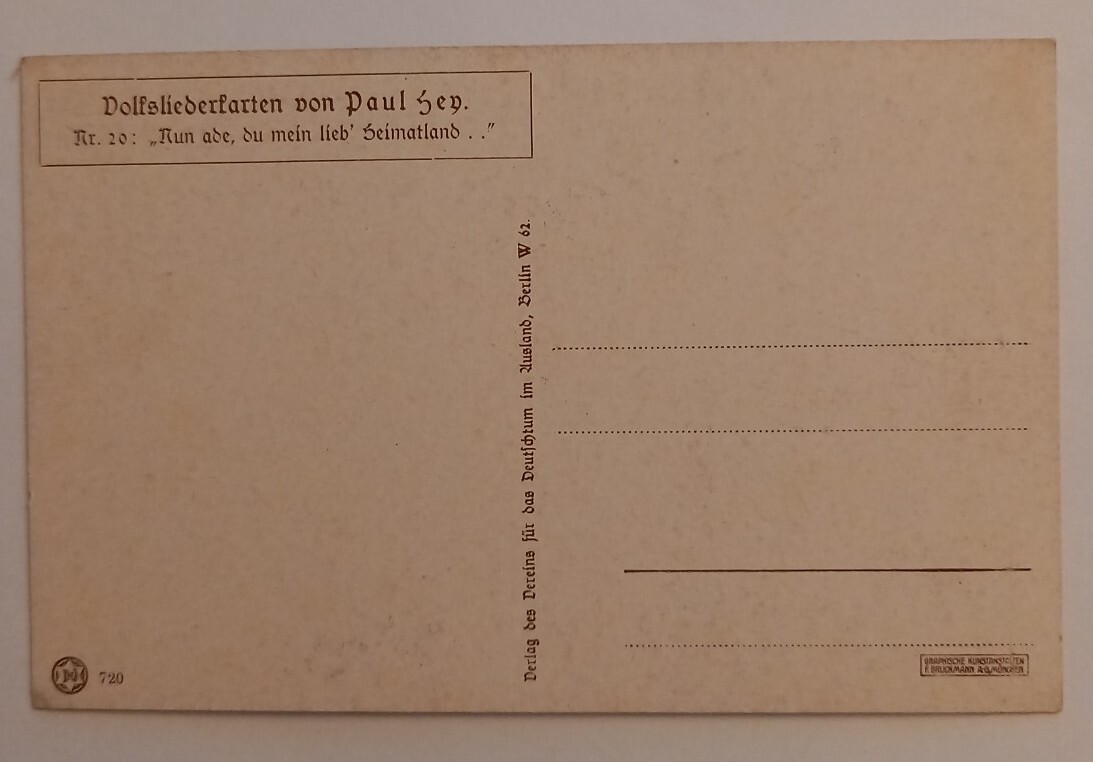 Volksliederkarten von Paul Hey.
Nr. 20: „Nun ade, du mein lieb' Heimatland . ."
Verlag des Vereins für das Deutschtum im Ausland, Berlin W 62.
720
GRAPHISCHE KUNSTANSTALTEN
F. BRUCKMANN A-G, MÜNCHEN